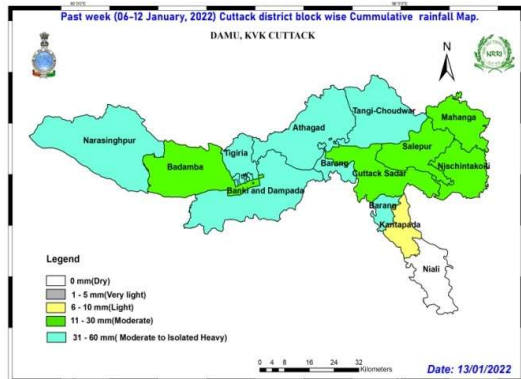 Past week (06-12 January, 2022) Cuttack district block wise Cummulative rainfall Map.
DAMU, KVK CUTTACK
N
NRRI
Tangi-Choudwar
Mahanga
Athagad
Narasinghpur
Salepur
Tigiria
Badamba
Barang
Nischintakoili
Cuttack Sadar
Banki and Dampada
Barang
Kantapada
Niali
Legend
0 mm(Dry)
1 - 5 mm(Very light)
6 - 10 mm(Light)
11 - 30 mm(Moderate)
31 - 60 mm( Moderate to Isolated Heavy)
0 4 8 16 24 32
Kilometers
Date: 13/01/2022